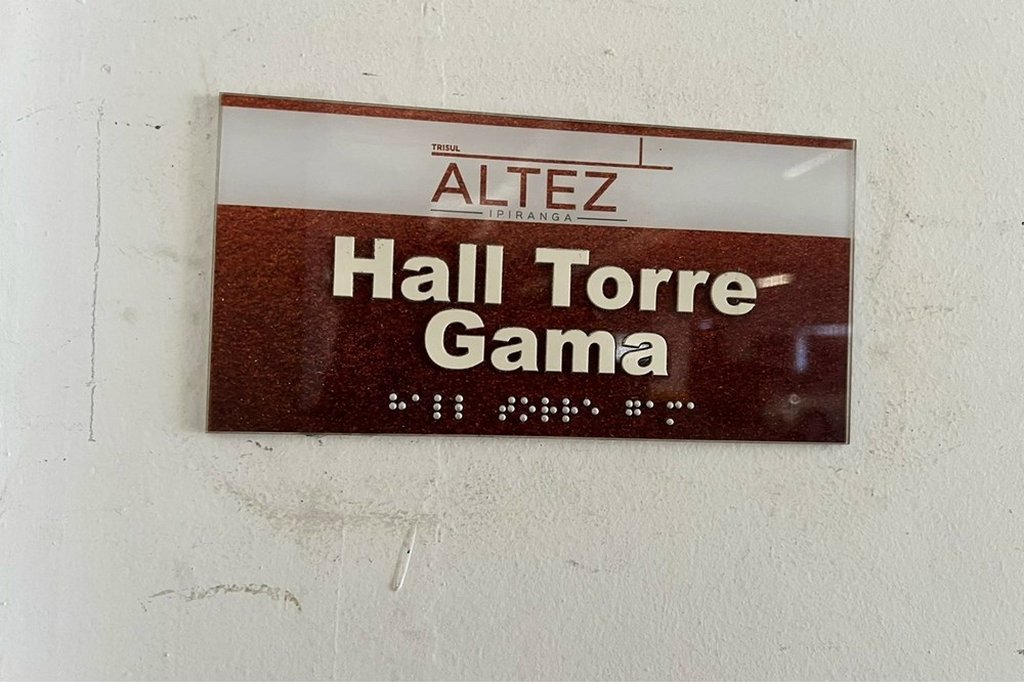 TRISUL
ALTEZ
IPIRANGA
Hall Torre
Gama
⠓⠁⠇⠇ ⠞⠕⠗⠗⠑ ⠛⠁⠍⠁